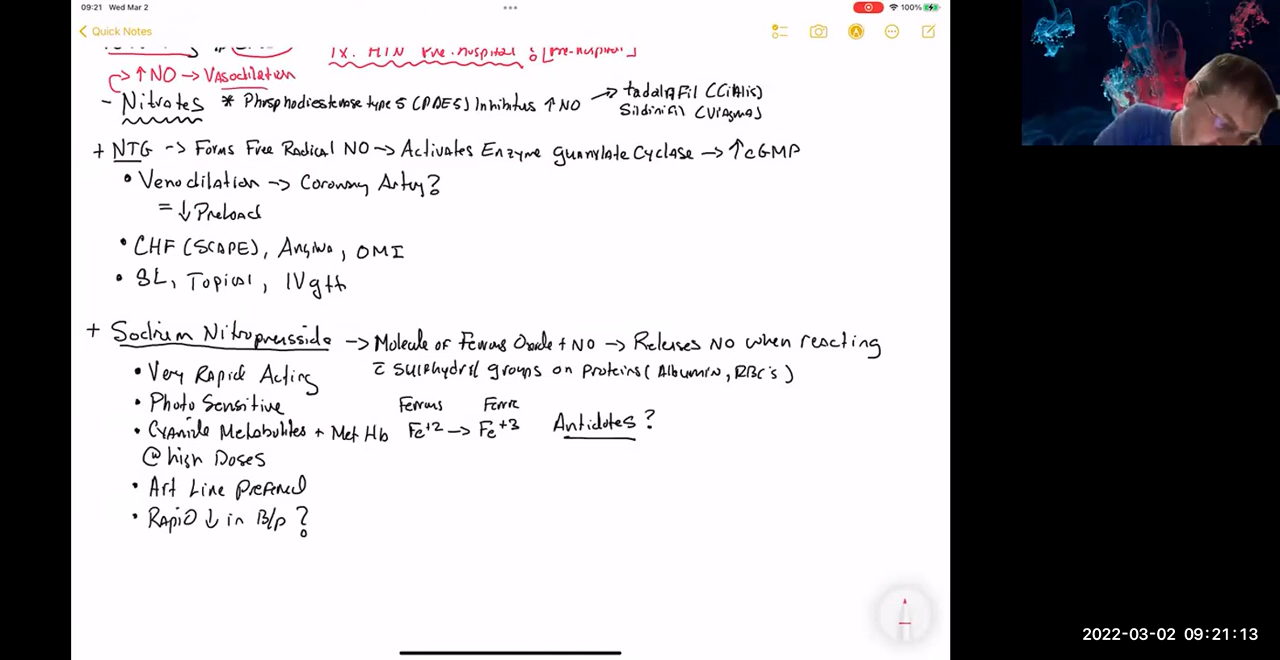 09:21 Wed Mar 2
100%
Quick Notes
Tx. HTN Pre-hospital
↑NO → Vasodilation
- Nitrates * Phosphodiesterase type 5 (PDE5) Inhibitors ↑ NO → tadalafil (Cialis)
Sildinifil (Viagra)
+ NTG → Forms Free Radical NO → Activates Enzyme guanylate Cyclase → ↑cGMP
• Venodilation → Coronary Artery?
= ↓ Preload
• CHF (SCAPE), Angina, OMI
• SL, Topical, IV gtt
+ Sodium Nitroprusside → Molecule of Ferrous Oxide + NO → Releases NO when reacting
c̄ sulphydril groups on Proteins (Albumin, RBC's)
• Very Rapid Acting
• Photo Sensitive
Ferrous Ferric
• Cyanide Metabolites + Met Hb Fe+2 → Fe+3 Antidotes?
@ high Doses
• Art Line Preferred
• Rapid ↓ in B/p ?
2022-03-02 09:21:13